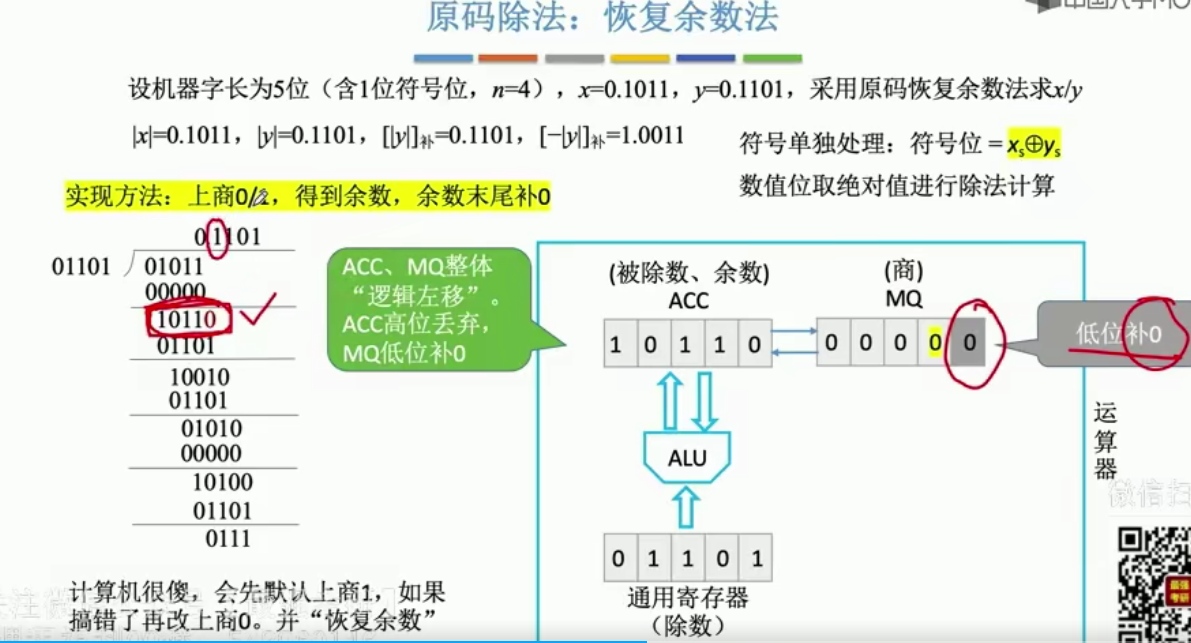 原码除法：恢复余数法
设机器字长为5位（含1位符号位，n=4），x=0.1011，y=0.1101，采用原码恢复余数法求x/y
|x|=0.1011，|y|=0.1101，[|y|]补=0.1101，[−|y|]补=1.0011
符号单独处理：符号位 = xs⊕ys
数值位取绝对值进行除法计算
实现方法：上商0/1，得到余数，余数末尾补0
01101
01101
01011
00000
10110
01101
10010
01101
01010
00000
10100
01101
0111
ACC、MQ整体
“逻辑左移”。
ACC高位丢弃，
MQ低位补0
(被除数、余数)
ACC
(商)
MQ
1 0 1 1 0
0 0 0 0 0
低位补0
ALU
0 1 1 0 1
通用寄存器
（除数）
运算器
微信扫
计算机很傻，会先默认上商1，如果
搞错了再改上商0。并“恢复余数”